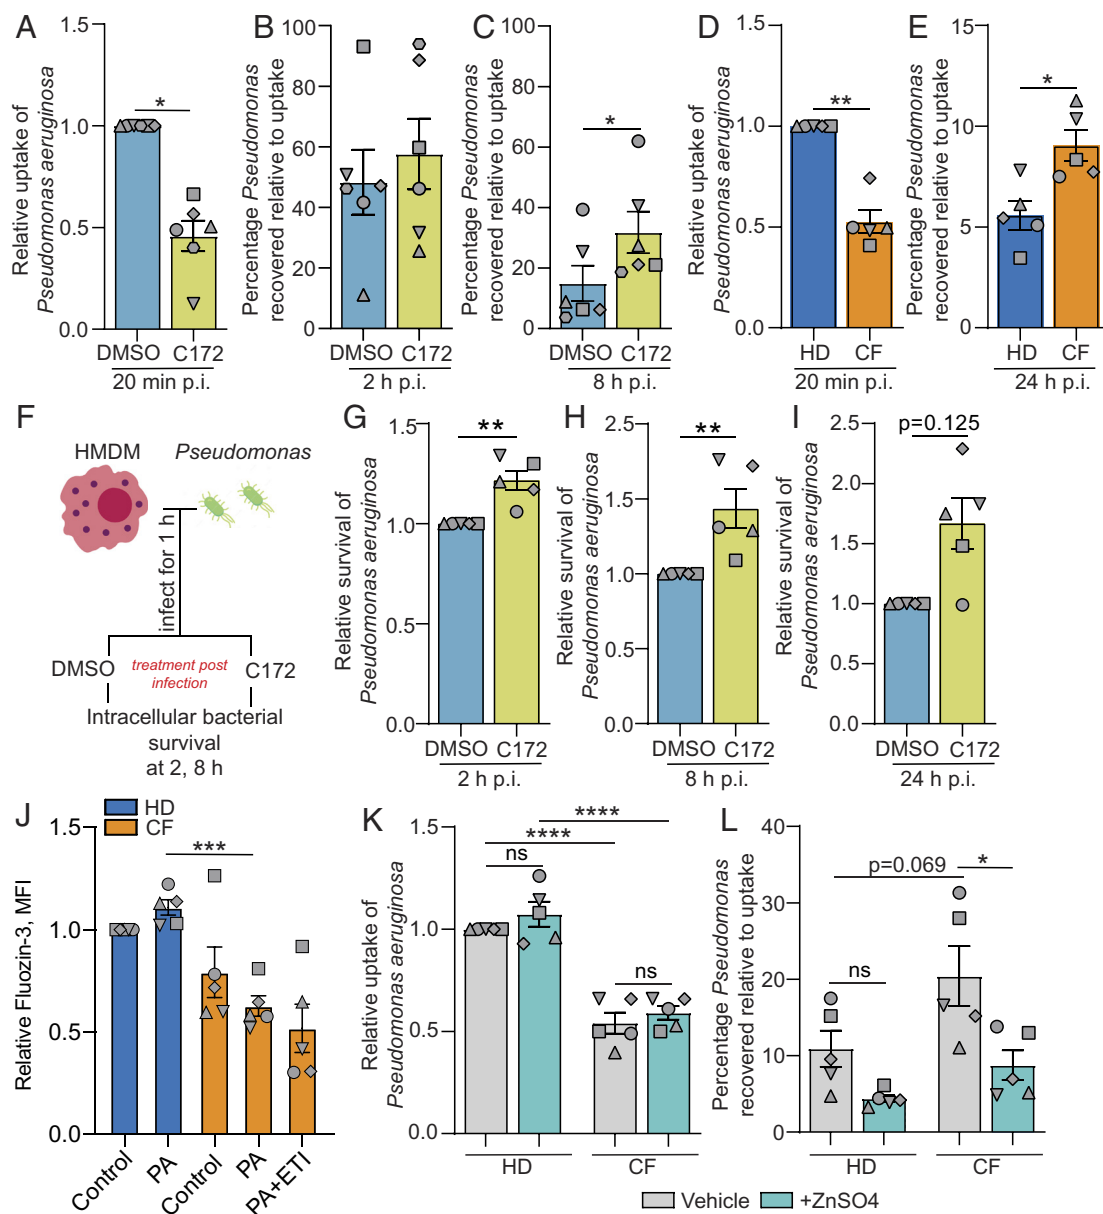 A
Relative uptake of
Pseudomonas aeruginosa
1.5
1.0
0.5
0.0
*
DMSO C172
20 min p.i.
B
Percentage Pseudomonas
recovered relative to uptake
100
80
60
40
20
0
DMSO C172
2 h p.i.
C
Percentage Pseudomonas
recovered relative to uptake
100
80
60
40
20
0
*
DMSO C172
8 h p.i.
D
Relative uptake of
Pseudomonas aeruginosa
1.5
1.0
0.5
0.0
**
HD CF
20 min p.i.
E
Percentage Pseudomonas
recovered relative to uptake
15
10
5
0
*
HD CF
24 h p.i.
F
HMDM Pseudomonas
infect for 1 h
DMSO treatment post C172
infection
Intracellular bacterial
survival
at 2, 8 h
G
Relative survival of
Pseudomonas aeruginosa
1.5
1.0
0.5
0.0
**
DMSO C172
2 h p.i.
H
Relative survival of
Pseudomonas aeruginosa
2.5
1.5
1.0
0.5
0.0
**
DMSO C172
8 h p.i.
I
Relative survival of
Pseudomonas aeruginosa
2.5
2.0
1.5
1.0
0.5
0.0
p=0.125
DMSO C172
24 h p.i.
J
HD
CF
Relative Fluozin-3, MFI
1.5
1.0
0.5
0.0
***
Control PA Control PA PA+ETI
K
Relative uptake of
Pseudomonas aeruginosa
1.5
1.0
0.5
0.0
****
****
ns
ns
HD CF
L
Percentage Pseudomonas
recovered relative to uptake
40
30
20
10
0
p=0.069 *
ns
HD CF
Vehicle +ZnSO4